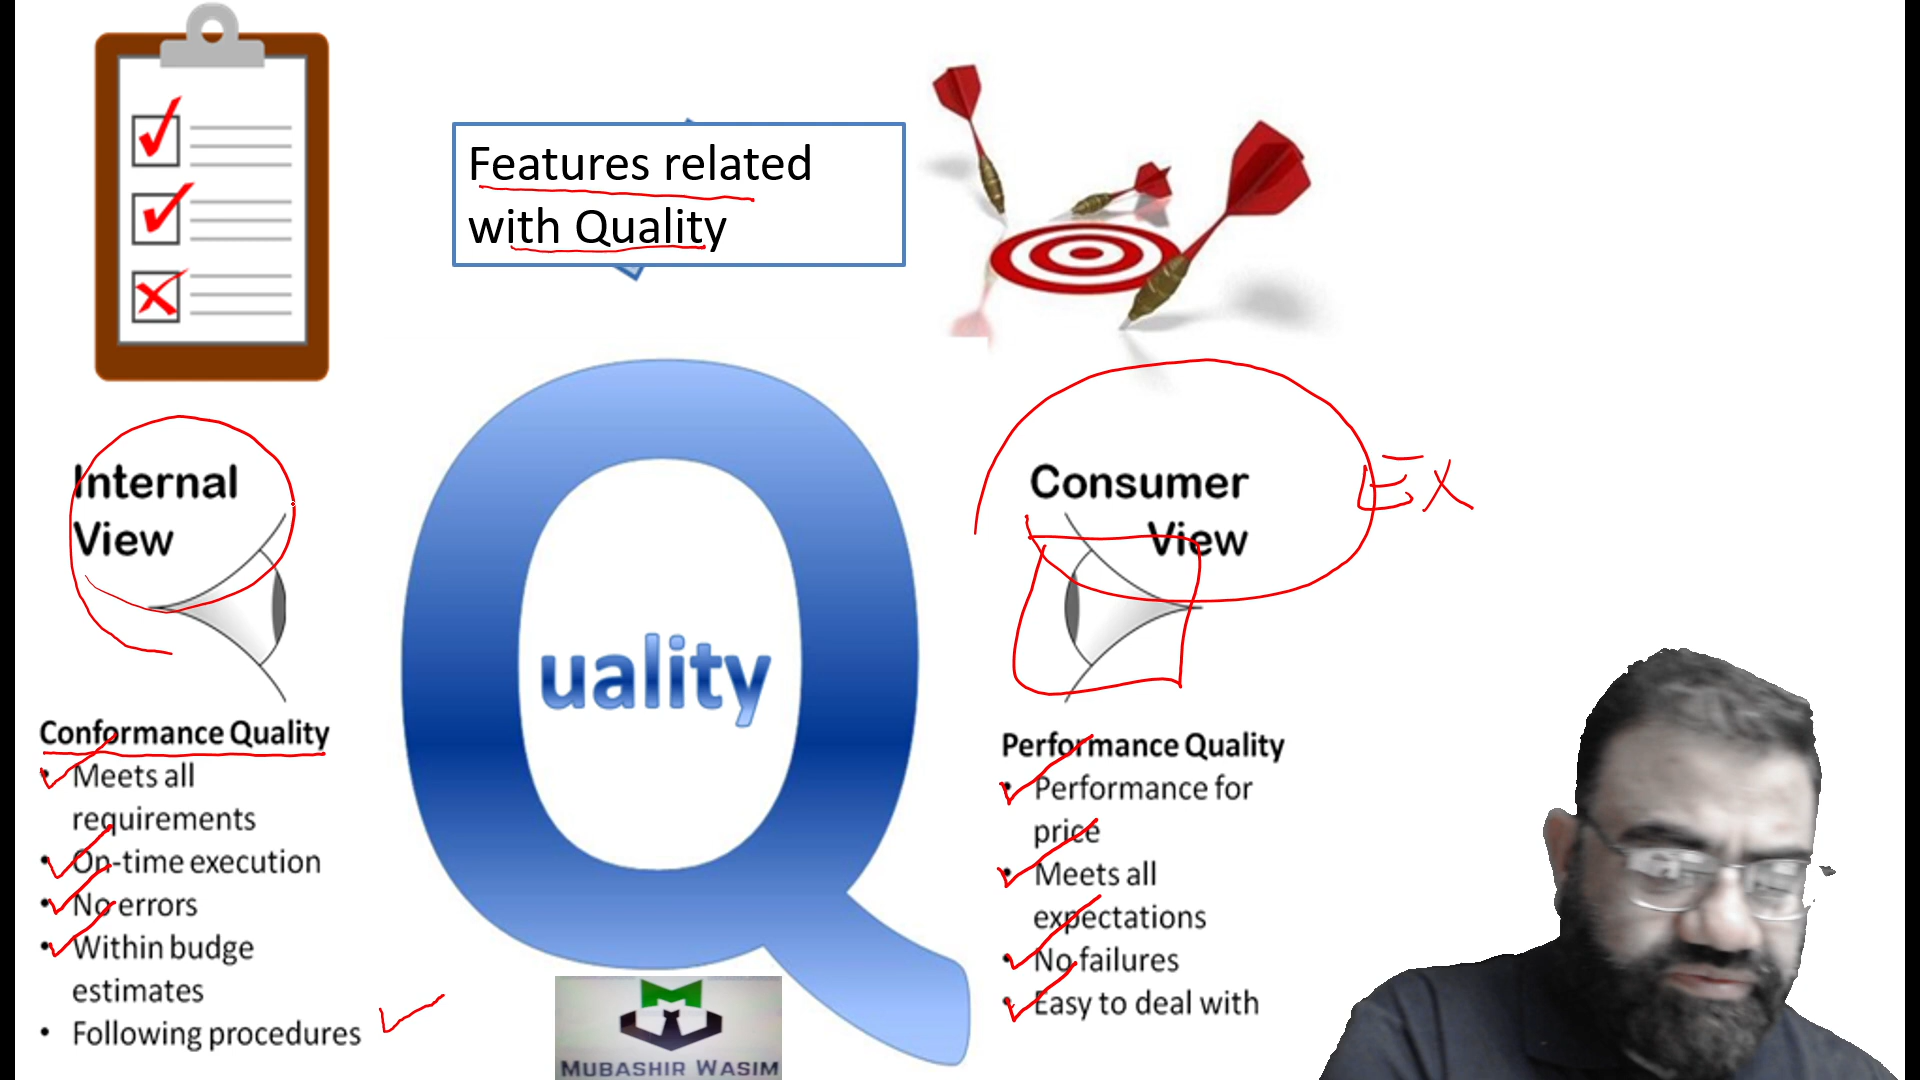 Features related
with Quality
Internal
View
Consumer
View
EX
Quality
Conformance Quality
• Meets all
requirements
• On-time execution
• No errors
• Within budge
estimates
• Following procedures
Performance Quality
• Performance for
price
• Meets all
expectations
• No failures
• Easy to deal with
MUBASHIR WASIM